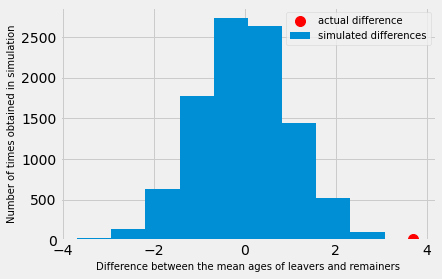 actual difference
simulated differences
2500
2000
1500
1000
500
0
−4 −2 0 2 4
Number of times obtained in simulation
Difference between the mean ages of leavers and remainers